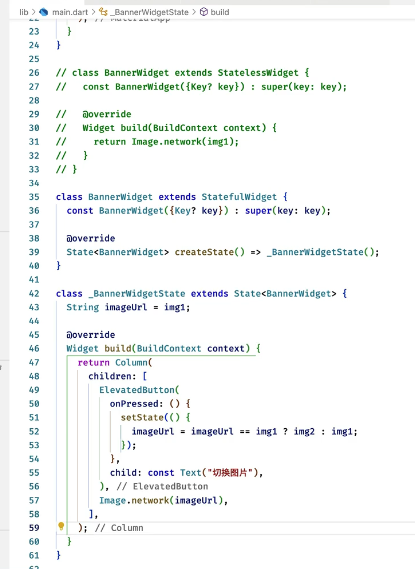 lib > main.dart > _BannerWidgetState > build
22 ); // MaterialApp
23   }
24 }
25
26 // class BannerWidget extends StatelessWidget {
27 //   const BannerWidget({Key? key}) : super(key: key);
28
29 //   @override
30 //   Widget build(BuildContext context) {
31 //     return Image.network(img1);
32 //   }
33 // }
34
35 class BannerWidget extends StatefulWidget {
36   const BannerWidget({Key? key}) : super(key: key);
37
38   @override
39   State<BannerWidget> createState() => _BannerWidgetState();
40 }
41
42 class _BannerWidgetState extends State<BannerWidget> {
43   String imageUrl = img1;
44
45   @override
46   Widget build(BuildContext context) {
47     return Column(
48       children: [
49         ElevatedButton(
50           onPressed: () {
51             setState(() {
52               imageUrl = imageUrl == img1 ? img2 : img1;
53             });
54           },
55           child: const Text("切换图片"),
56         ), // ElevatedButton
57         Image.network(imageUrl),
58       ],
59     ); // Column
60   }
61 }